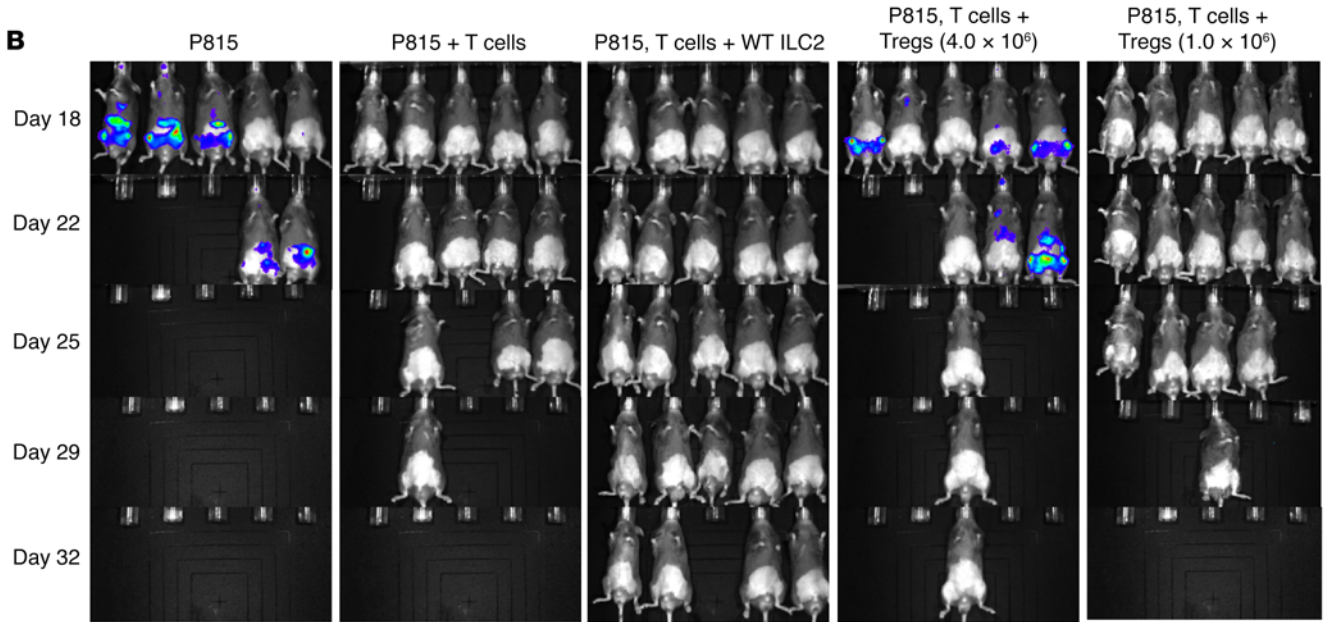 B
P815
P815 + T cells
P815, T cells + WT ILC2
P815, T cells +
Tregs (4.0 × 10⁶)
P815, T cells +
Tregs (1.0 × 10⁶)
Day 18
Day 22
Day 25
Day 29
Day 32